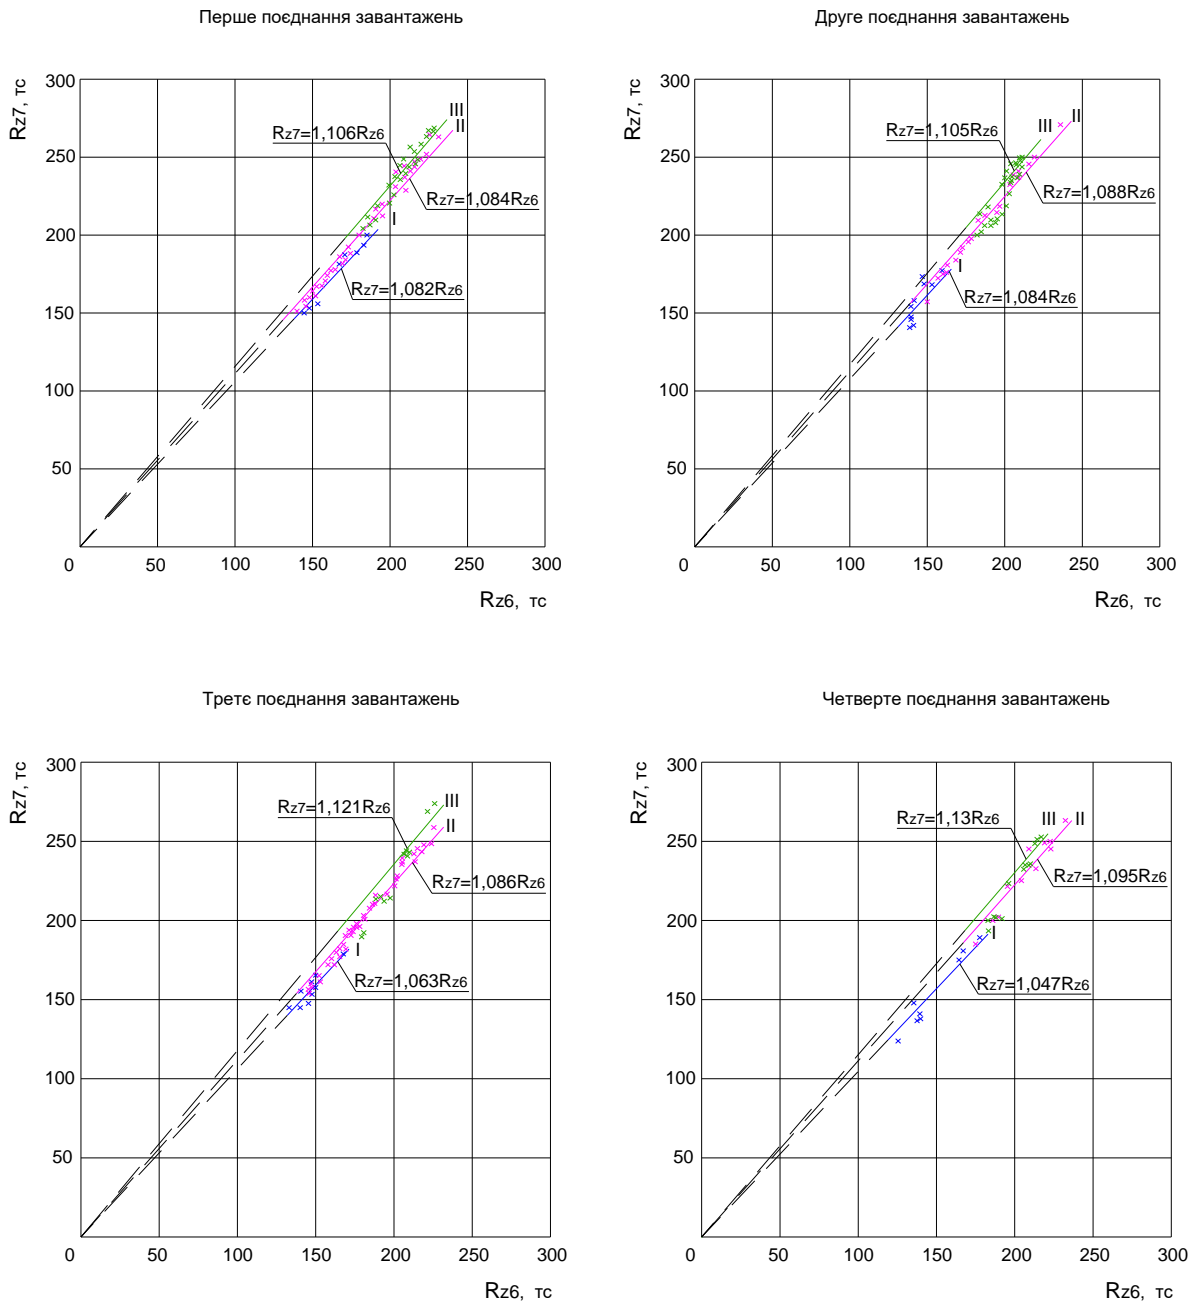 Перше поєднання завантажень
Rz7, тс
300
250
200
150
100
50
0
50
100
150
200
250
300
Rz6, тс
III
II
I
Rz7=1,106Rz6
Rz7=1,084Rz6
Rz7=1,082Rz6
Друге поєднання завантажень
Rz7, тс
300
250
200
150
100
50
0
50
100
150
200
250
300
Rz6, тс
III
II
I
Rz7=1,105Rz6
Rz7=1,088Rz6
Rz7=1,084Rz6
Третє поєднання завантажень
Rz7, тс
300
250
200
150
100
50
0
50
100
150
200
250
300
Rz6, тс
III
II
I
Rz7=1,121Rz6
Rz7=1,086Rz6
Rz7=1,063Rz6
Четверте поєднання завантажень
Rz7, тс
300
250
200
150
100
50
0
50
100
150
200
250
300
Rz6, тс
III
II
I
Rz7=1,13Rz6
Rz7=1,095Rz6
Rz7=1,047Rz6